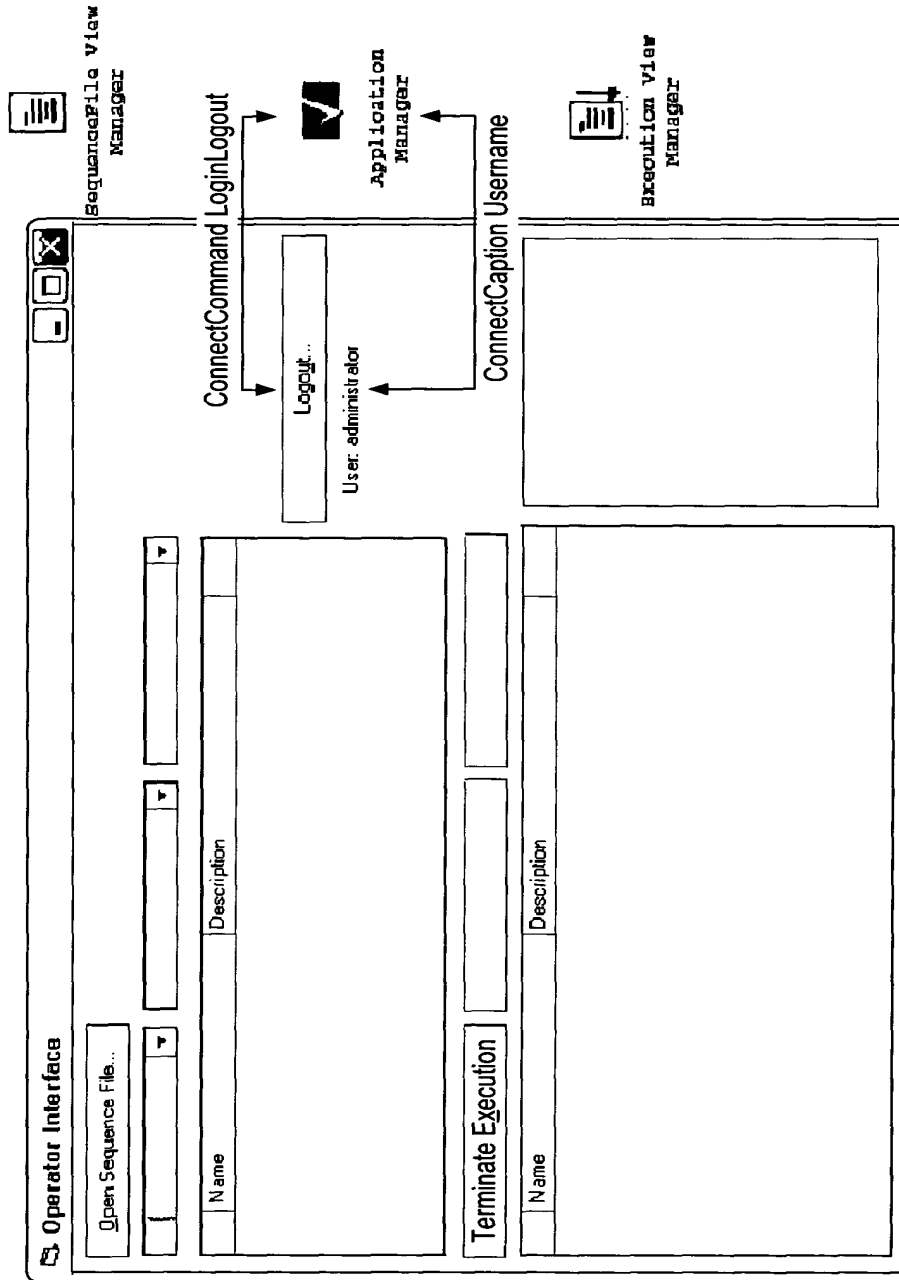 Operator Interface
Open Sequence File...
Name
Description
Logout...
User: administrator
Terminate Execution
Name
Description
SequenceFile View
Manager
ConnectCommand LoginLogout
Application
Manager
ConnectCaption Username
Execution View
Manager